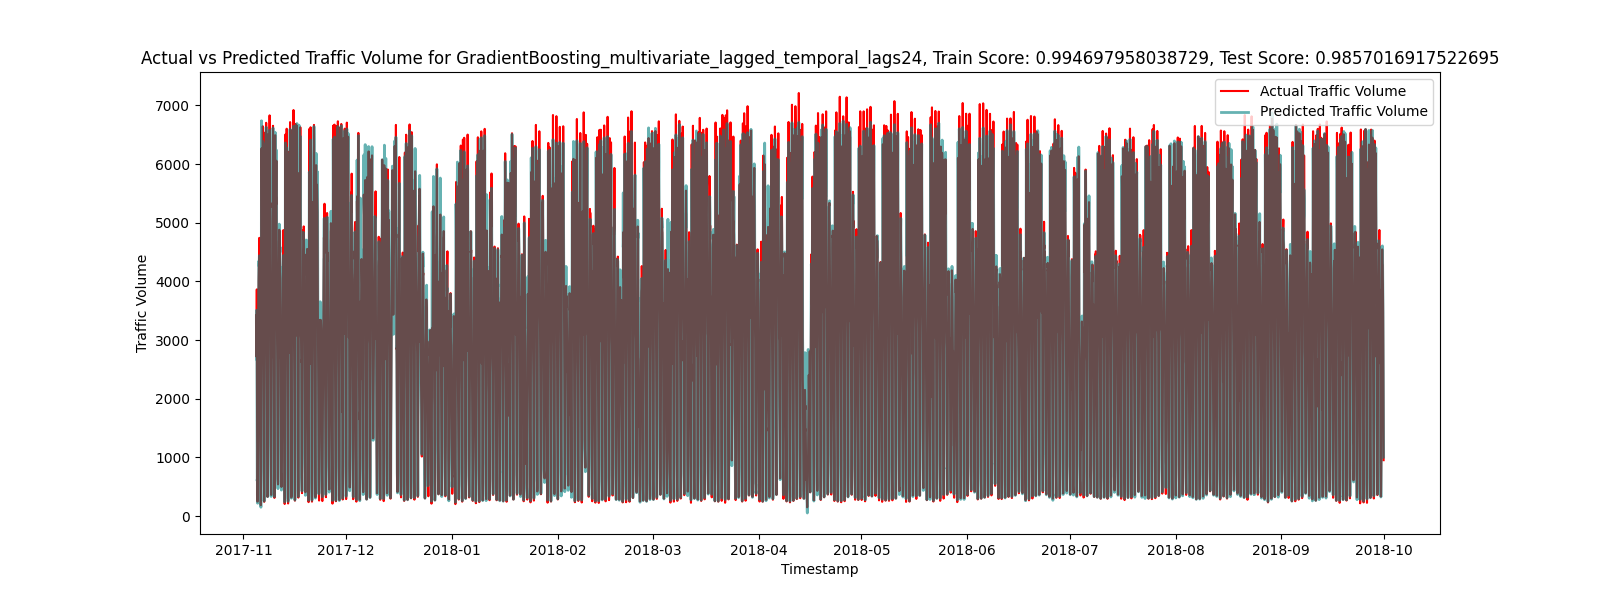 Actual vs Predicted Traffic Volume for GradientBoosting_multivariate_lagged_temporal_lags24, Train Score: 0.994697958038729, Test Score: 0.9857016917522695
Actual Traffic Volume
Predicted Traffic Volume
Traffic Volume
7000
6000
5000
4000
3000
2000
1000
0
2017-11 2017-12 2018-01 2018-02 2018-03 2018-04 2018-05 2018-06 2018-07 2018-08 2018-09 2018-10
Timestamp